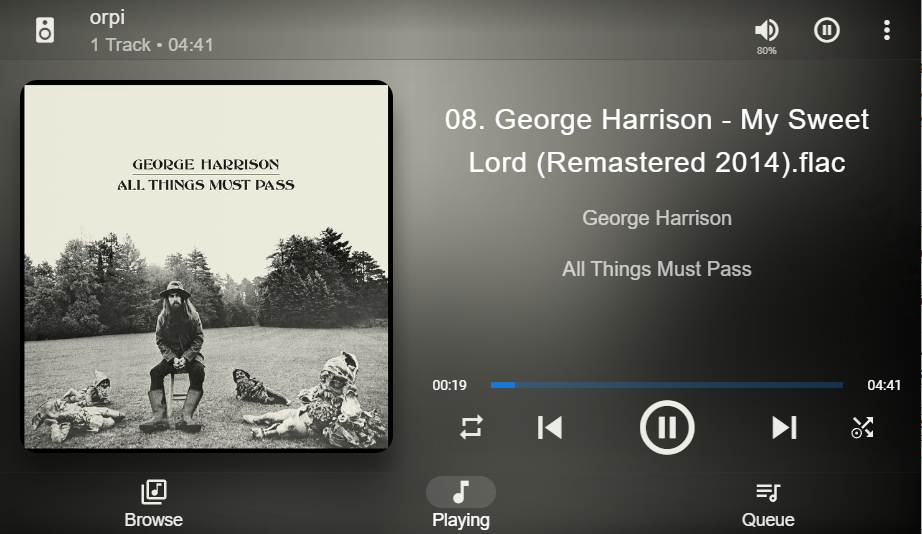 orpi
1 Track • 04:41
80%
GEORGE HARRISON
ALL THINGS MUST PASS
08. George Harrison - My Sweet
Lord (Remastered 2014).flac
George Harrison
All Things Must Pass
00:19
04:41
Browse
Playing
Queue